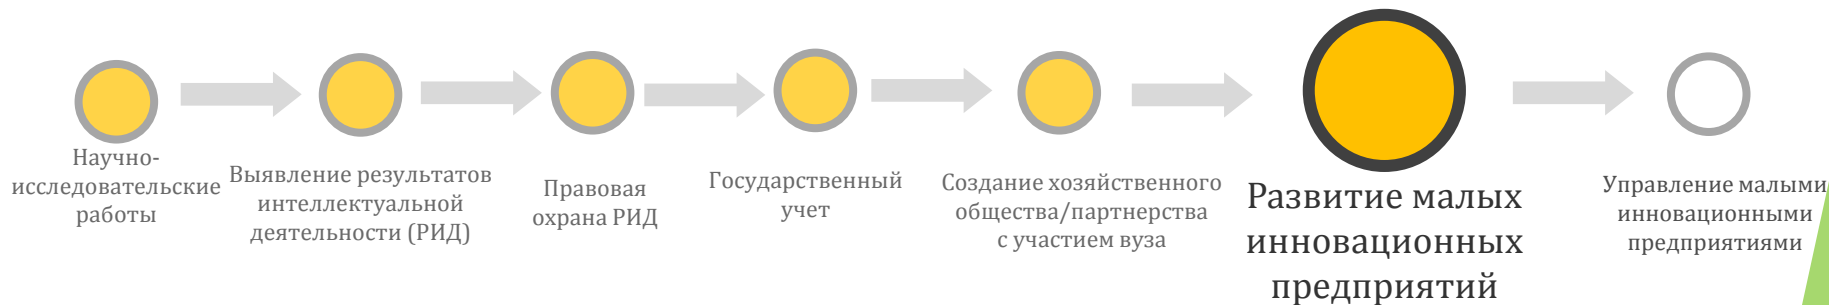 Научно-
исследовательские
работы
Выявление результатов
интеллектуальной
деятельности (РИД)
Правовая
охрана РИД
Государственный
учет
Создание хозяйственного
общества/партнерства
с участием вуза
Развитие малых
инновационных
предприятий
Управление малыми
инновационными
предприятиями